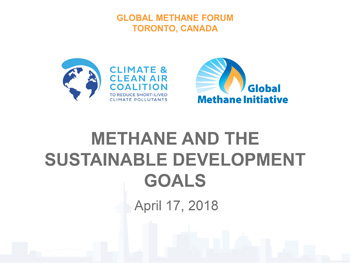 GLOBAL METHANE FORUM
TORONTO, CANADA
CLIMATE &
CLEAN AIR
COALITION
TO REDUCE SHORT-LIVED
CLIMATE POLLUTANTS
Global
Methane Initiative
METHANE AND THE
SUSTAINABLE DEVELOPMENT
GOALS
April 17, 2018